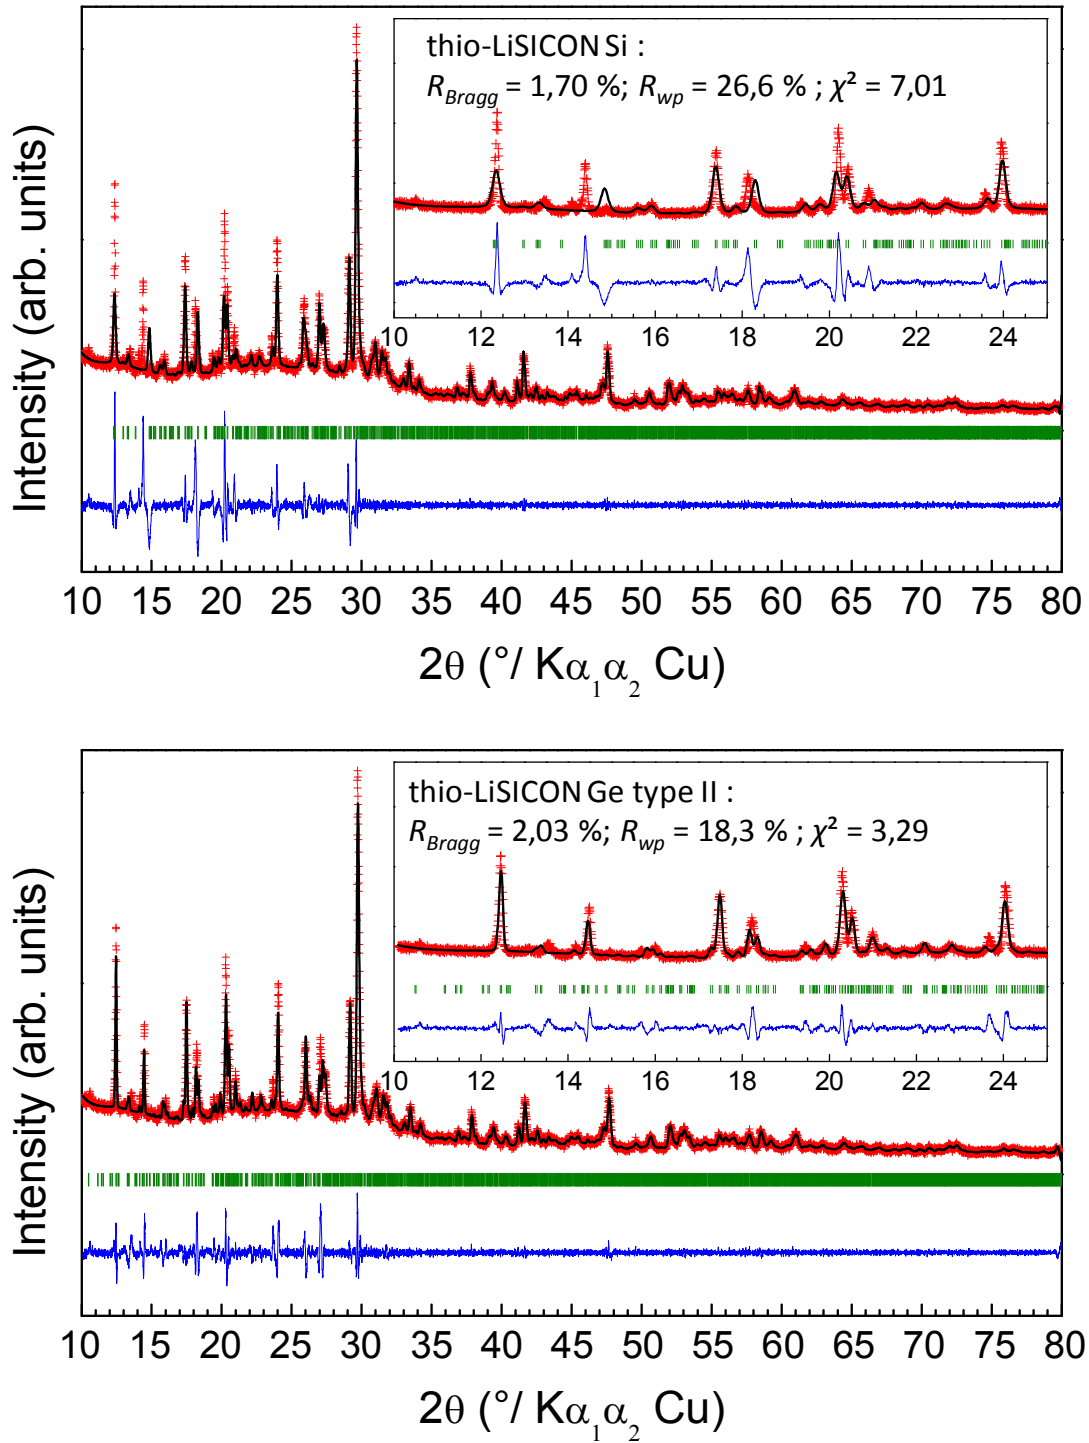 thio-LiSICON Si :
R_Bragg = 1,70 %; R_wp = 26,6 % ; χ² = 7,01
10 12 14 16 18 20 22 24
Intensity (arb. units)
10 15 20 25 30 35 40 45 50 55 60 65 70 75 80
2θ (°/ Kα₁α₂ Cu)
thio-LiSICON Ge type II :
R_Bragg = 2,03 %; R_wp = 18,3 % ; χ² = 3,29
10 12 14 16 18 20 22 24
Intensity (arb. units)
10 15 20 25 30 35 40 45 50 55 60 65 70 75 80
2θ (°/ Kα₁α₂ Cu)